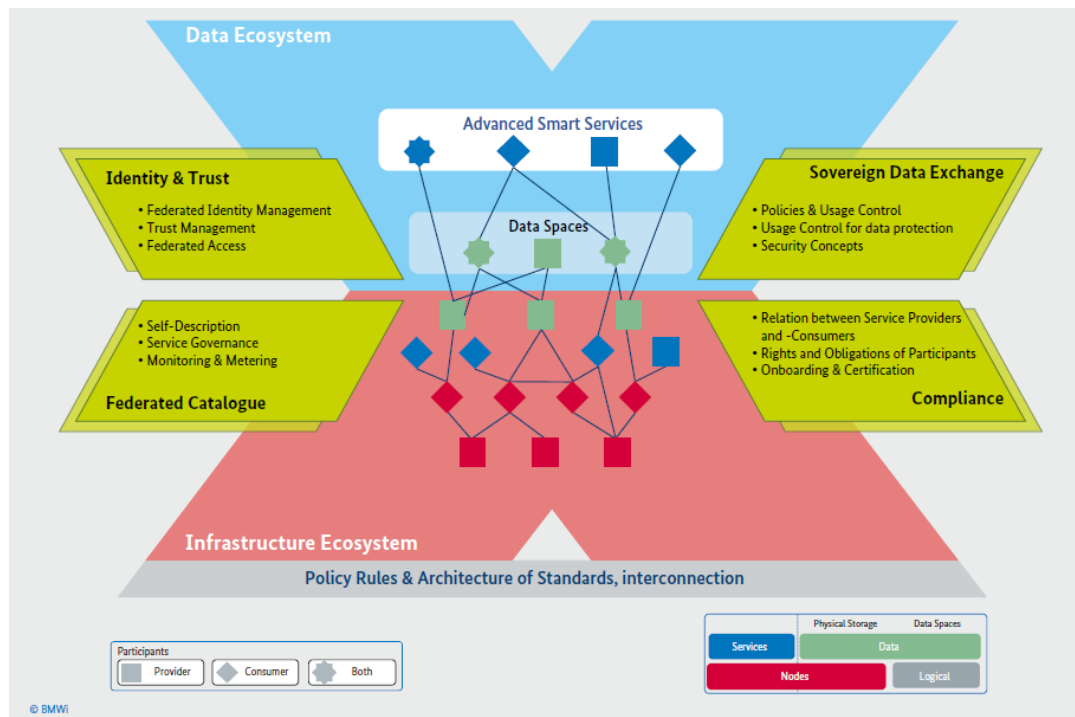 Data Ecosystem
Advanced Smart Services
Identity & Trust
• Federated Identity Management
• Trust Management
• Federated Access
Sovereign Data Exchange
• Policies & Usage Control
• Usage Control for data protection
• Security Concepts
Data Spaces
• Self-Description
• Service Governance
• Monitoring & Metering
Federated Catalogue
• Relation between Service Providers
and -Consumers
• Rights and Obligations of Participants
• Onboarding & Certification
Compliance
Infrastructure Ecosystem
Policy Rules & Architecture of Standards, interconnection
Participants
Provider
Consumer
Both
Physical Storage
Data Spaces
Services
Data
Nodes
Logical
© BMWi